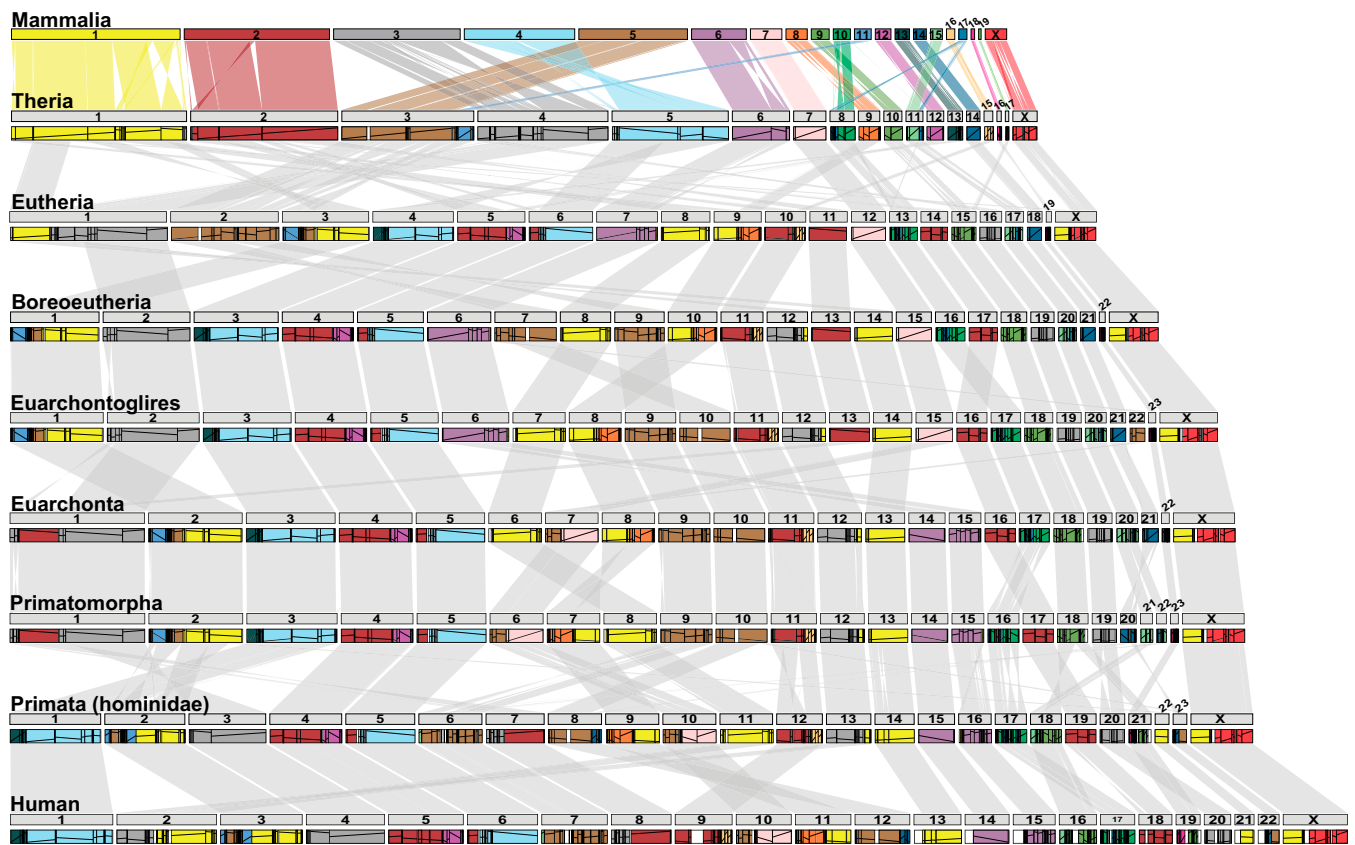 Mammalia
1 2 3 4 5 6 7 8 9 10 11 12 13 14 15 16 17 18 19 X
Theria
1 2 3 4 5 6 7 8 9 10 11 12 13 14 15 16 17 X
Eutheria
1 2 3 4 5 6 7 8 9 10 11 12 13 14 15 16 17 18 19 X
Boreoeutheria
1 2 3 4 5 6 7 8 9 10 11 12 13 14 15 16 17 18 19 20 21 22 X
Euarchontoglires
1 2 3 4 5 6 7 8 9 10 11 12 13 14 15 16 17 18 19 20 21 22 23 X
Euarchonta
1 2 3 4 5 6 7 8 9 10 11 12 13 14 15 16 17 18 19 20 21 22 X
Primatomorpha
1 2 3 4 5 6 7 8 9 10 11 12 13 14 15 16 17 18 19 20 21 22 23 X
Primata (hominidae)
1 2 3 4 5 6 7 8 9 10 11 12 13 14 15 16 17 18 19 20 21 22 23 X
Human
1 2 3 4 5 6 7 8 9 10 11 12 13 14 15 16 17 18 19 20 21 22 X